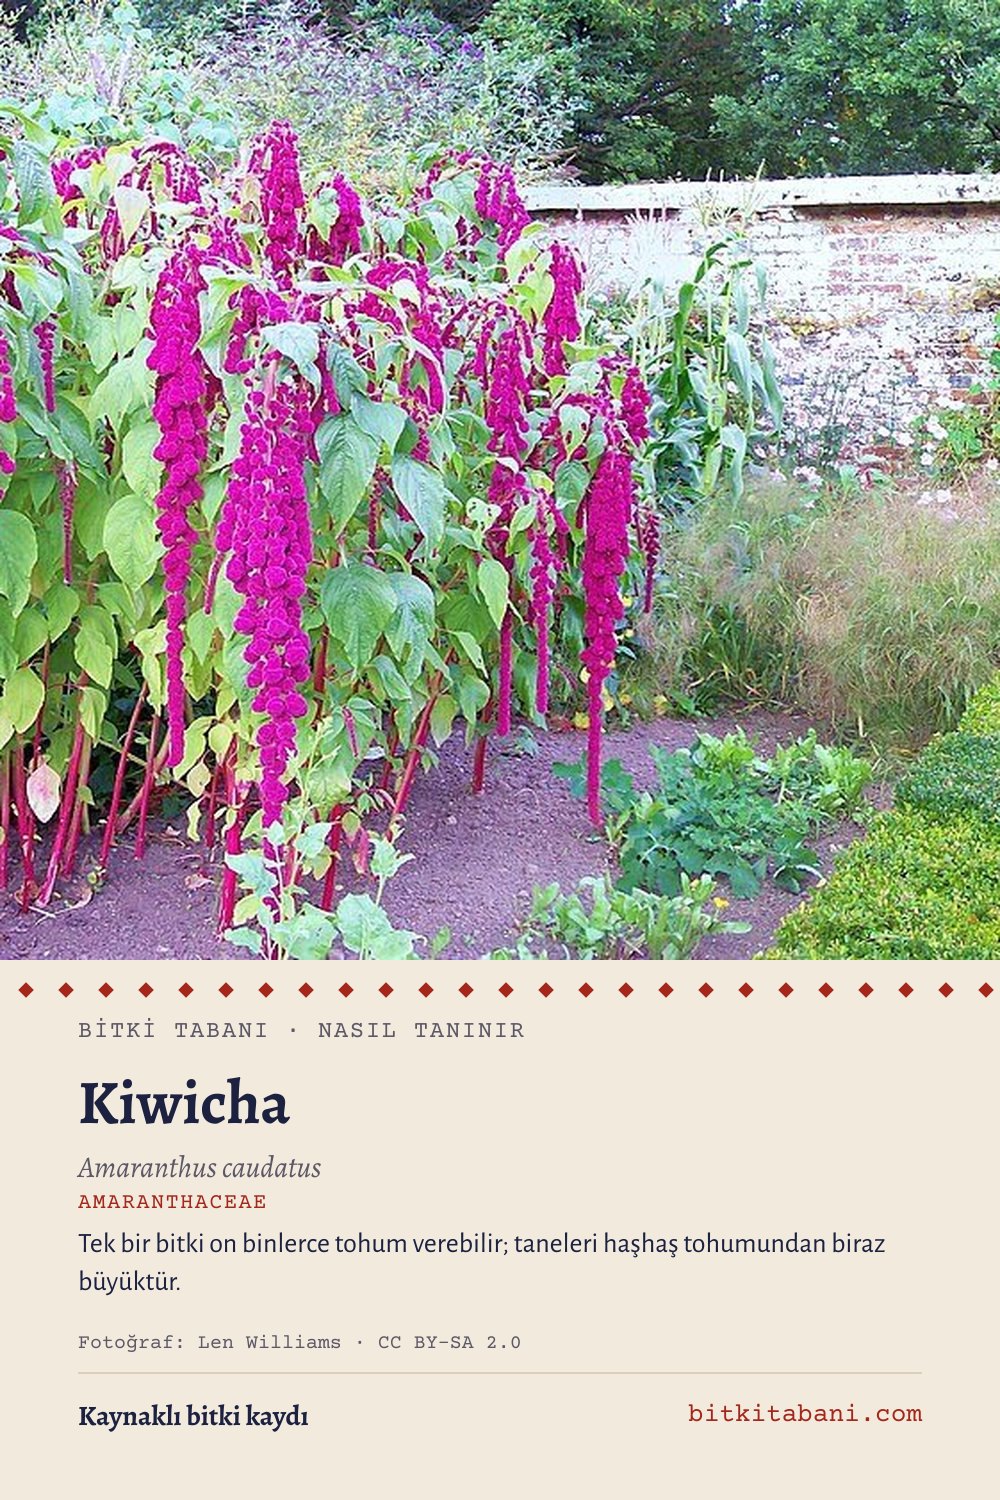 BİTKİ TABANI · NASIL TANINIR
Kiwicha
Amaranthus caudatus
AMARANTHACEAE
Tek bir bitki on binlerce tohum verebilir; taneleri haşhaş tohumundan biraz
büyüktür.
Fotoğraf: Len Williams · CC BY-SA 2.0
Kaynaklı bitki kaydı
bitkitabani.com